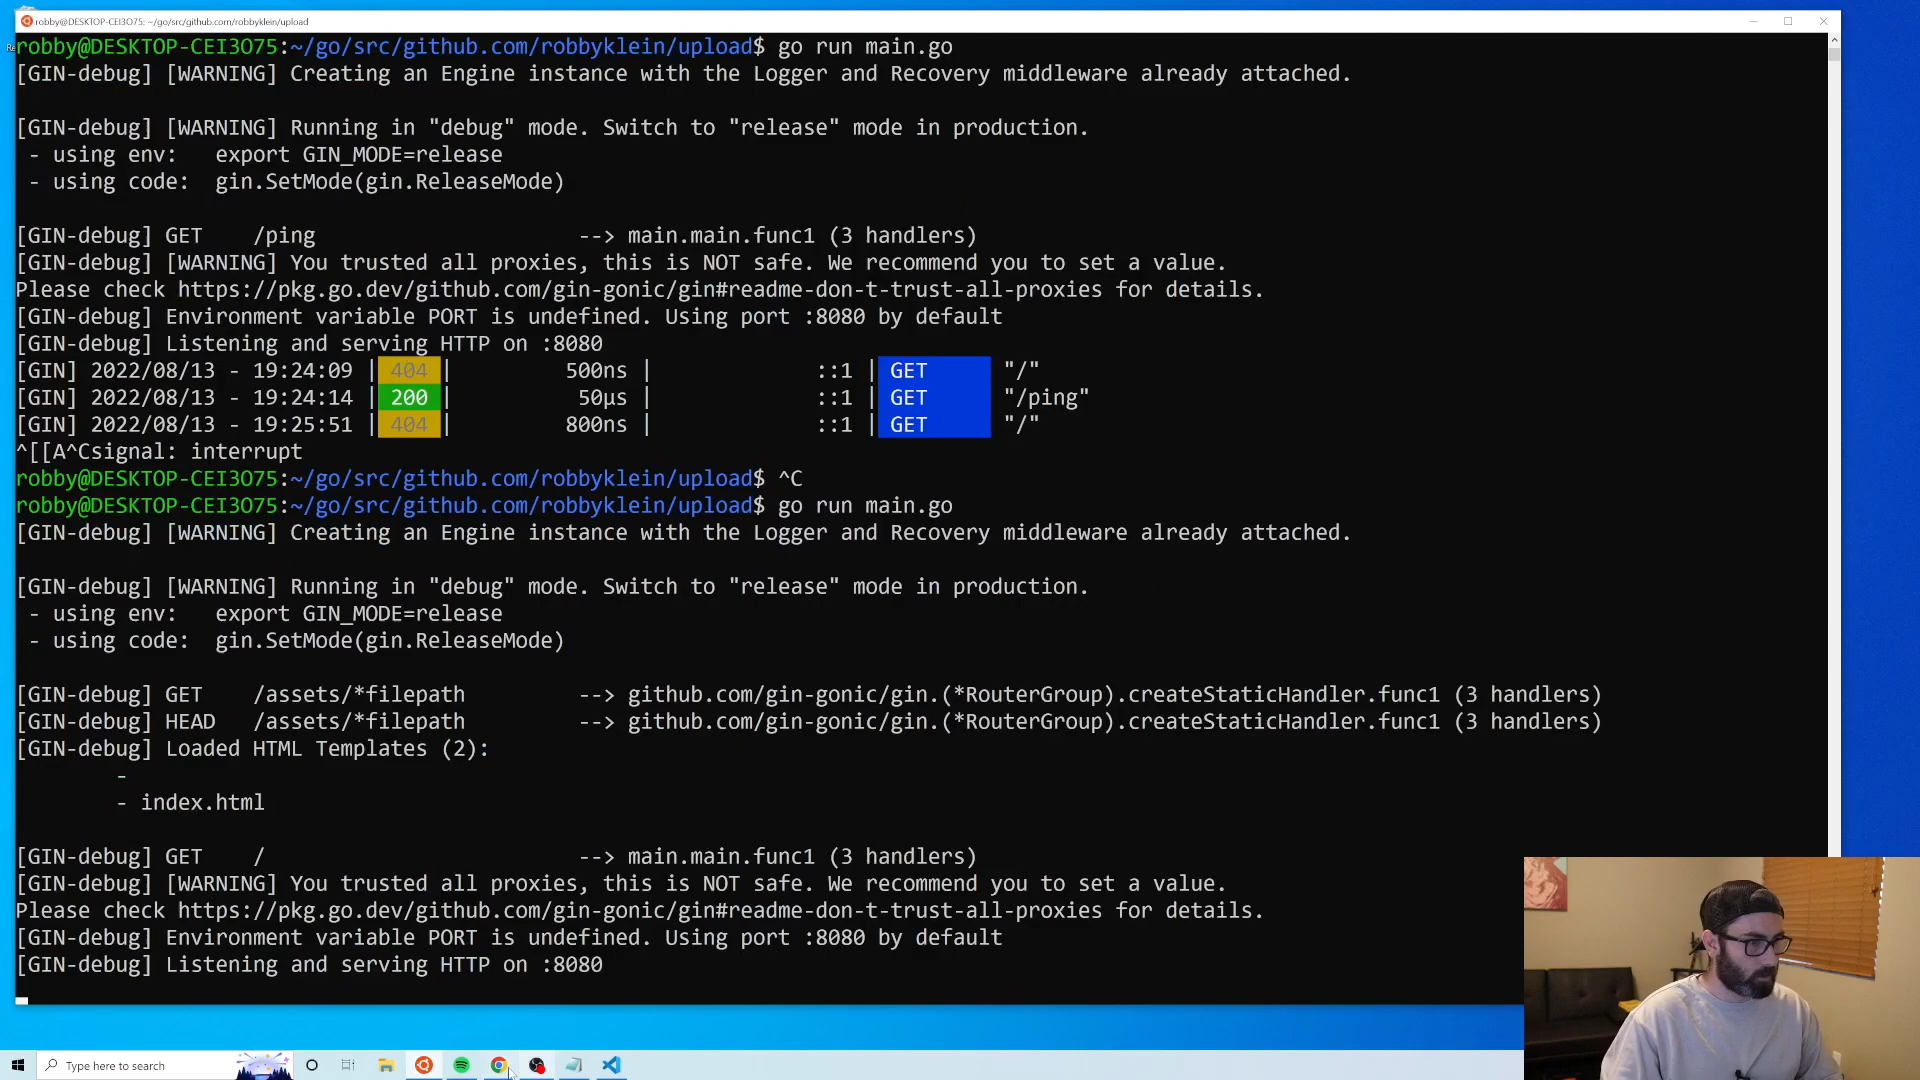 robby@DESKTOP-CEI3O75: ~/go/src/github.com/robbyklein/upload
robby@DESKTOP-CEI3O75:~/go/src/github.com/robbyklein/upload$ go run main.go
[GIN-debug] [WARNING] Creating an Engine instance with the Logger and Recovery middleware already attached.
[GIN-debug] [WARNING] Running in "debug" mode. Switch to "release" mode in production.
- using env:   export GIN_MODE=release
- using code:  gin.SetMode(gin.ReleaseMode)
[GIN-debug] GET    /ping                     --> main.main.func1 (3 handlers)
[GIN-debug] [WARNING] You trusted all proxies, this is NOT safe. We recommend you to set a value.
Please check https://pkg.go.dev/github.com/gin-gonic/gin#readme-don-t-trust-all-proxies for details.
[GIN-debug] Environment variable PORT is undefined. Using port :8080 by default
[GIN-debug] Listening and serving HTTP on :8080
[GIN] 2022/08/13 - 19:24:09 | 404 |         500ns |             ::1 | GET      "/"
[GIN] 2022/08/13 - 19:24:14 | 200 |          50µs |             ::1 | GET      "/ping"
[GIN] 2022/08/13 - 19:25:51 | 404 |         800ns |             ::1 | GET      "/"
^[[A^Csignal: interrupt
robby@DESKTOP-CEI3O75:~/go/src/github.com/robbyklein/upload$ ^C
robby@DESKTOP-CEI3O75:~/go/src/github.com/robbyklein/upload$ go run main.go
[GIN-debug] [WARNING] Creating an Engine instance with the Logger and Recovery middleware already attached.
[GIN-debug] [WARNING] Running in "debug" mode. Switch to "release" mode in production.
- using env:   export GIN_MODE=release
- using code:  gin.SetMode(gin.ReleaseMode)
[GIN-debug] GET    /assets/*filepath         --> github.com/gin-gonic/gin.(*RouterGroup).createStaticHandler.func1 (3 handlers)
[GIN-debug] HEAD   /assets/*filepath         --> github.com/gin-gonic/gin.(*RouterGroup).createStaticHandler.func1 (3 handlers)
[GIN-debug] Loaded HTML Templates (2):
-
- index.html
[GIN-debug] GET    /                         --> main.main.func1 (3 handlers)
[GIN-debug] [WARNING] You trusted all proxies, this is NOT safe. We recommend you to set a value.
Please check https://pkg.go.dev/github.com/gin-gonic/gin#readme-don-t-trust-all-proxies for details.
[GIN-debug] Environment variable PORT is undefined. Using port :8080 by default
[GIN-debug] Listening and serving HTTP on :8080
Type here to search